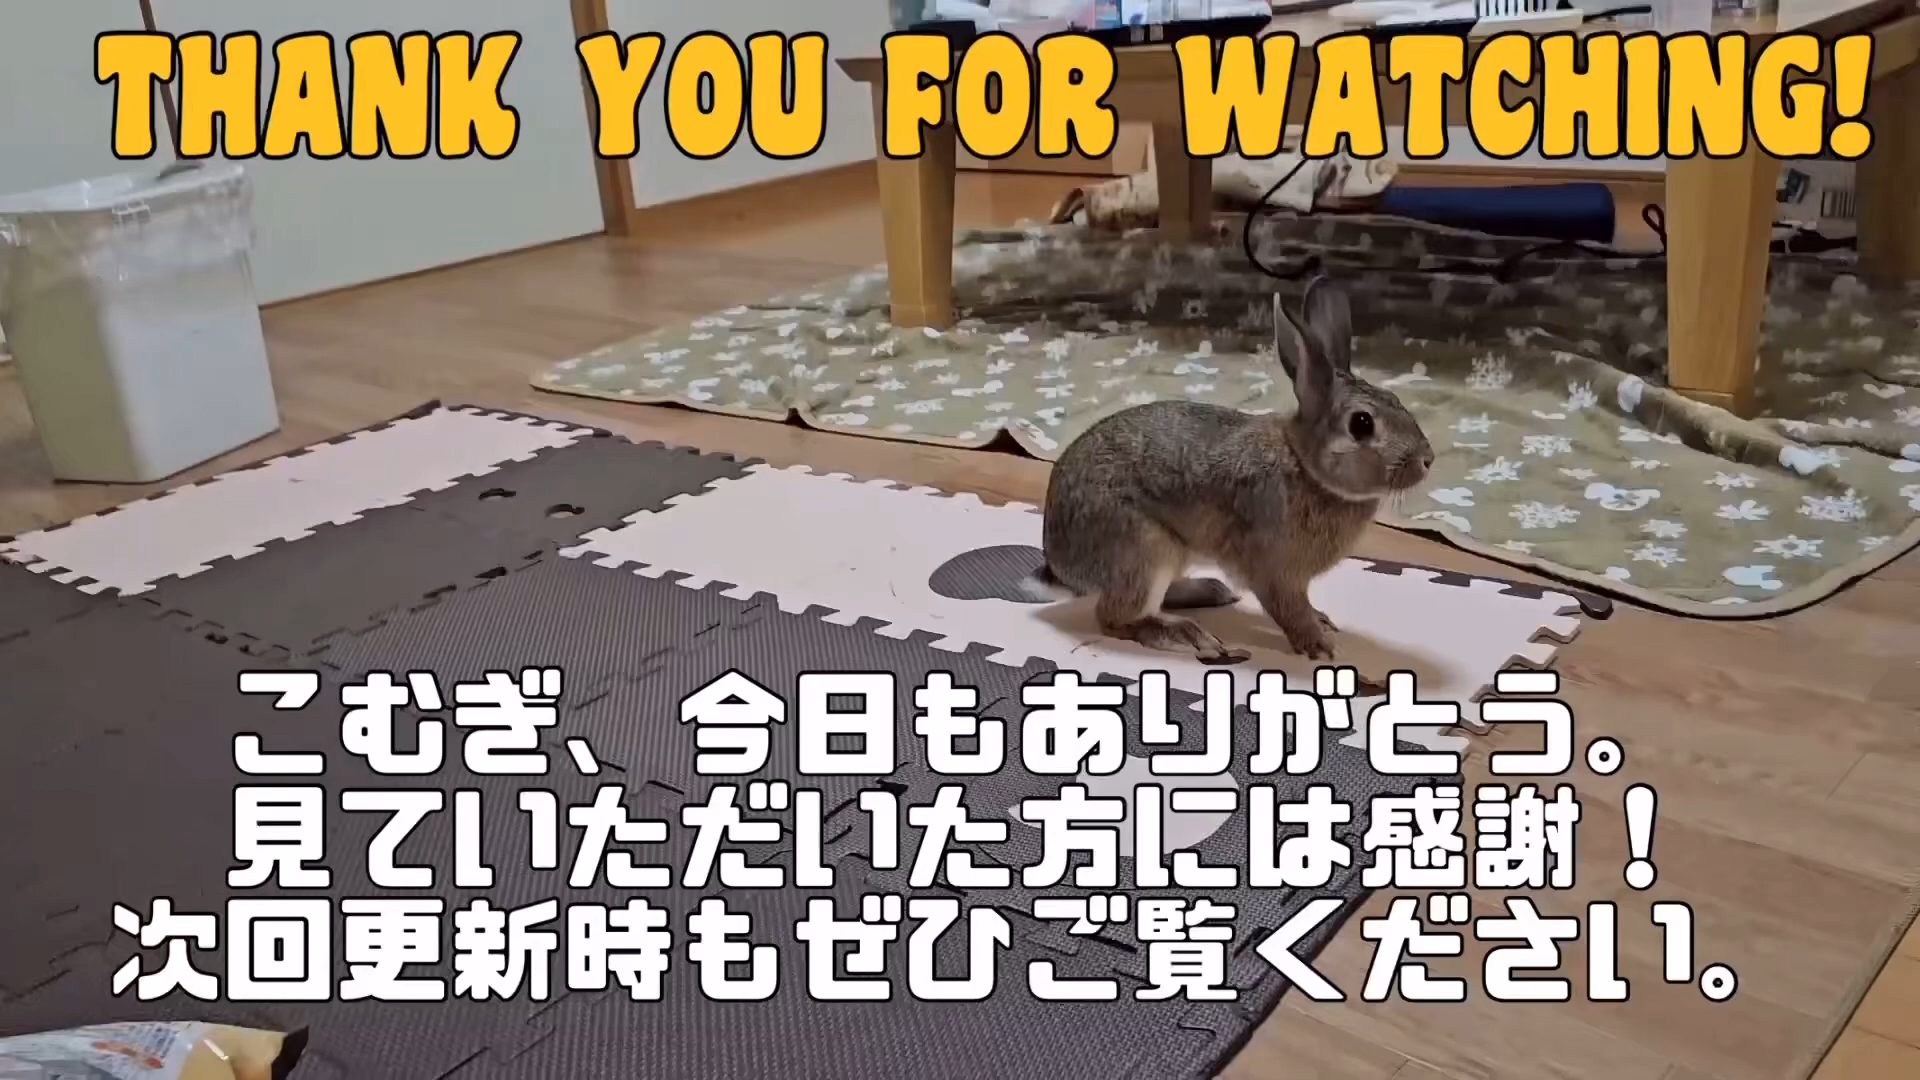 THANK YOU FOR WATCHING!
こむぎ、今日もありがとう。
見ていただいた方には感謝！
次回更新時もぜひご覧ください。